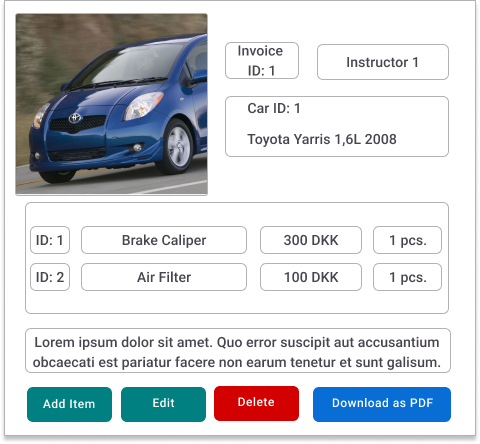 Invoice
ID: 1
Instructor 1
Car ID: 1
Toyota Yarris 1,6L 2008
ID: 1 Brake Caliper 300 DKK 1 pcs.
ID: 2 Air Filter 100 DKK 1 pcs.
Lorem ipsum dolor sit amet. Quo error suscipit aut accusantium
obcaecati est pariatur facere non earum tenetur et sunt galisum.
Add Item Edit Delete Download as PDF